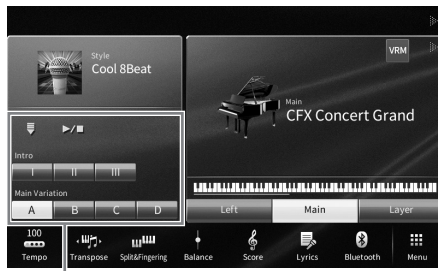 Style
Cool 8Beat
VRM
Main
CFX Concert Grand
Intro
I II III
Main Variation
A B C D
Left Main Layer
100
Tempo Transpose Split&Fingering Balance Score Lyrics Bluetooth Menu